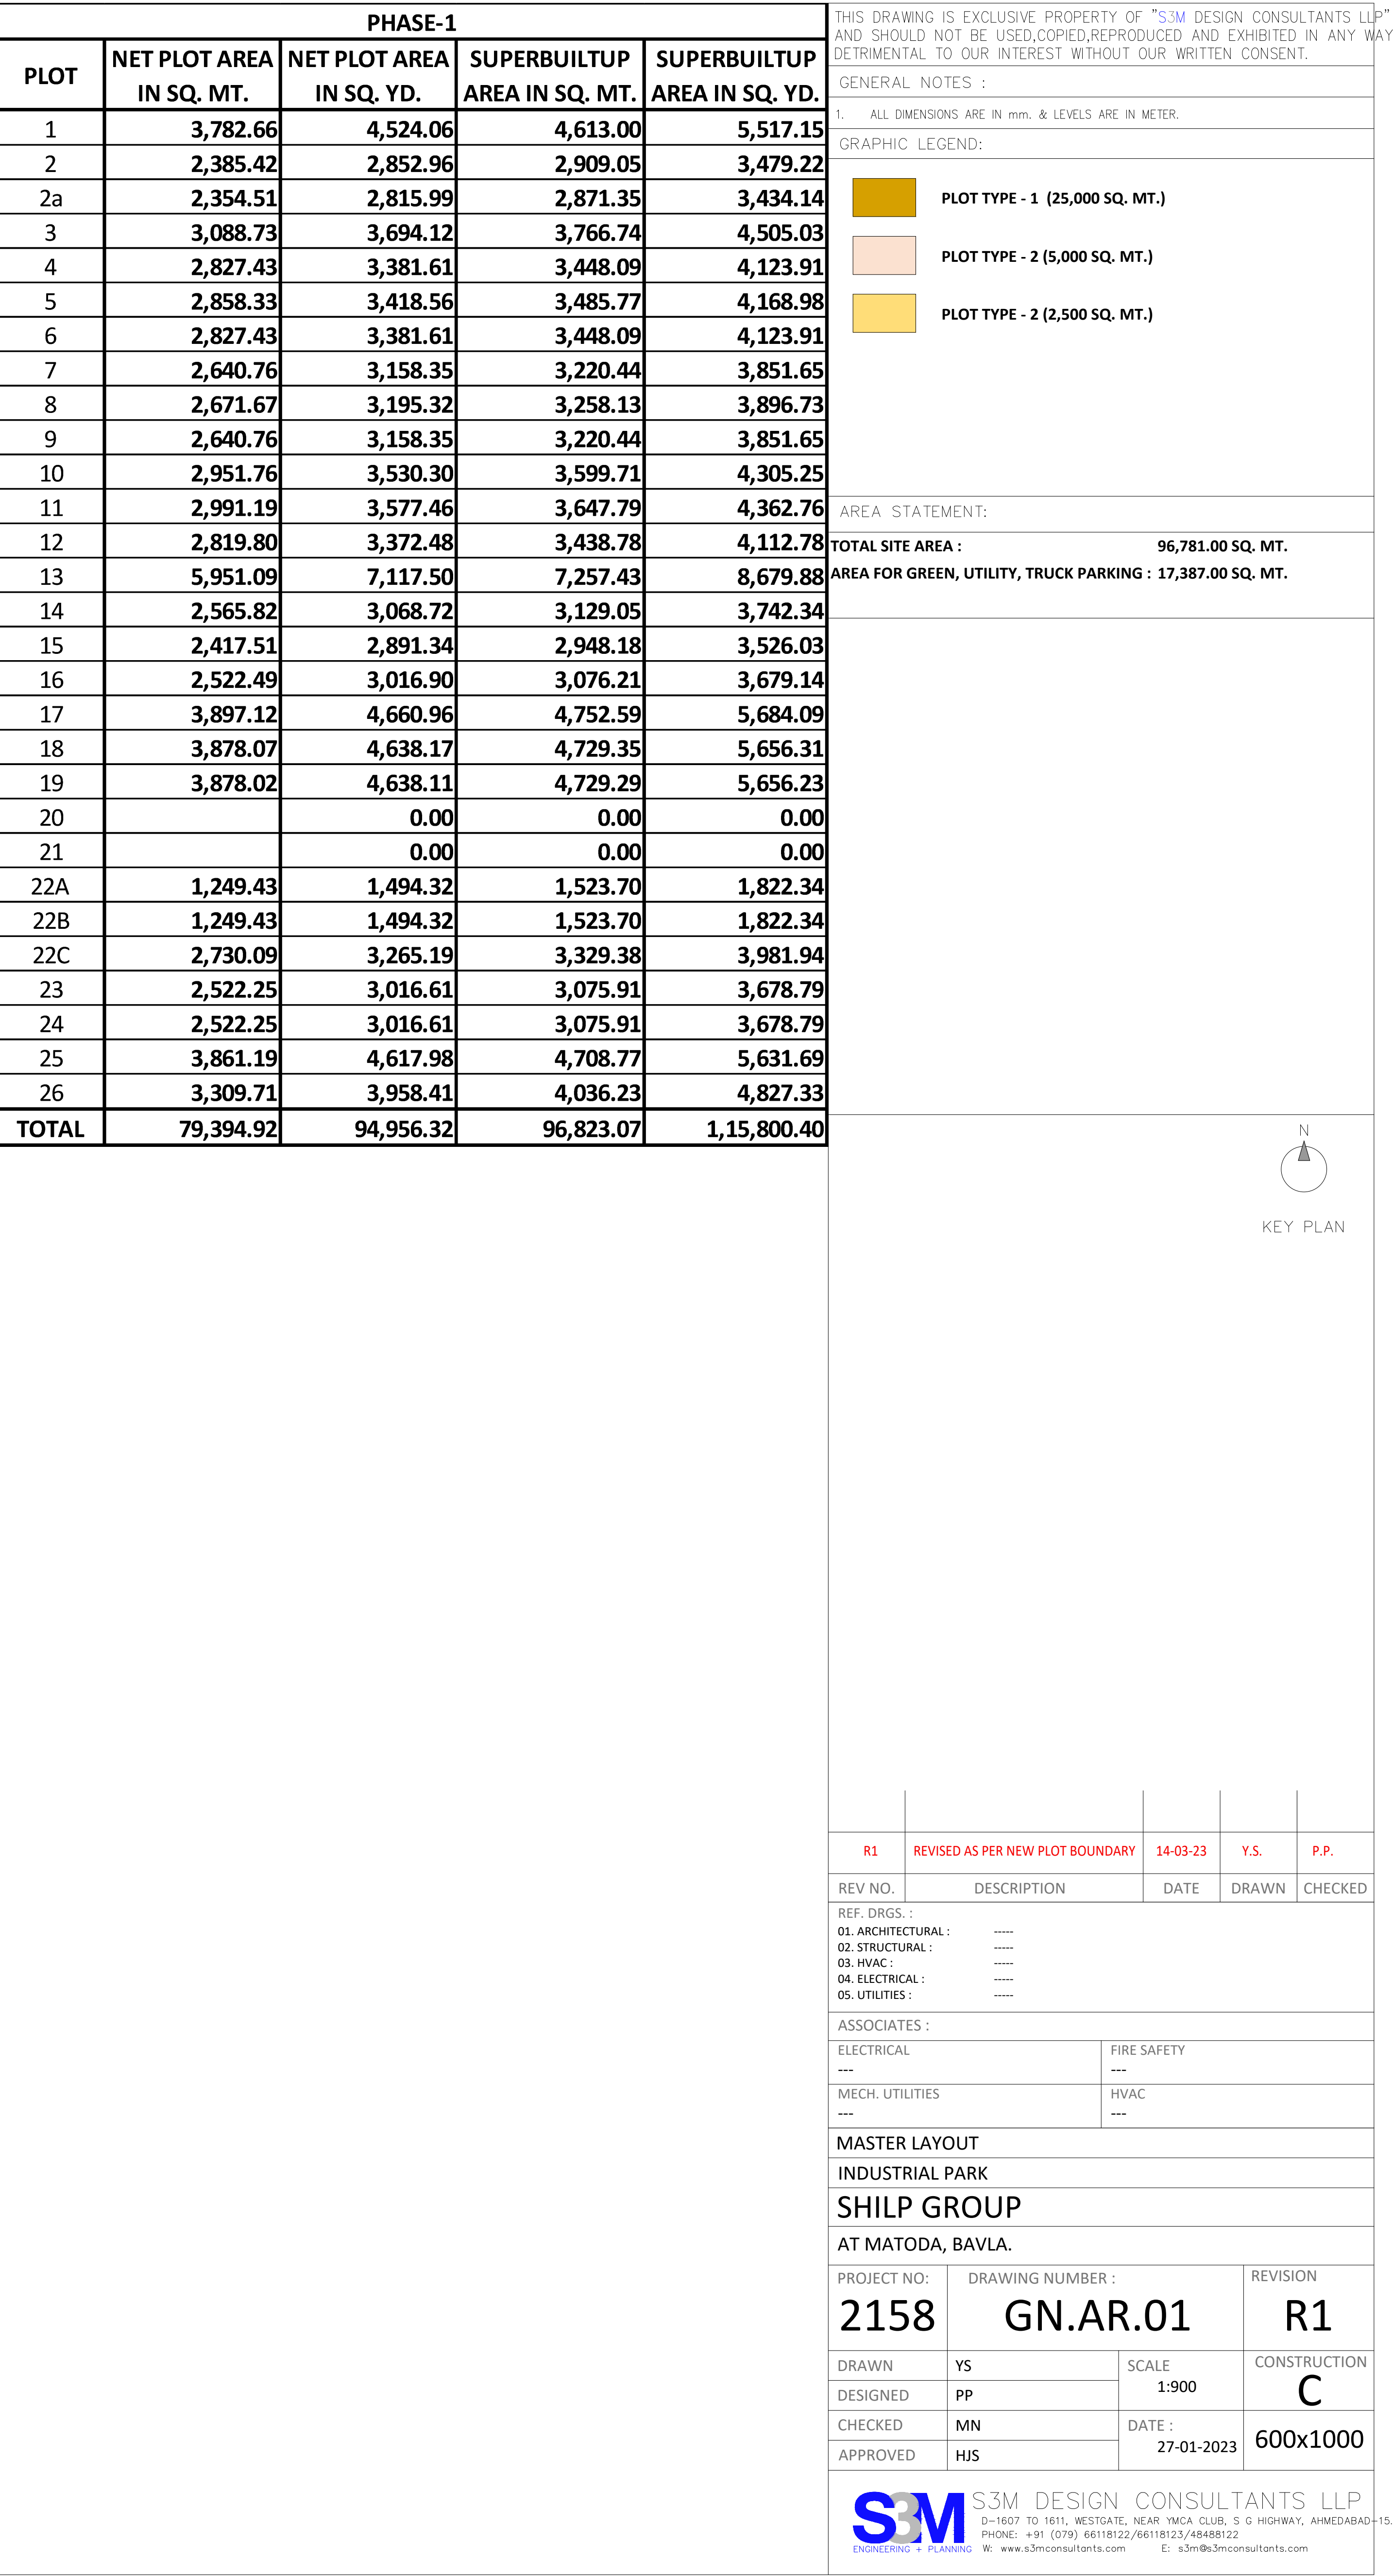 PHASE-1
PLOT NET PLOT AREA IN SQ. MT. NET PLOT AREA IN SQ. YD. SUPERBUILTUP AREA IN SQ. MT. SUPERBUILTUP AREA IN SQ. YD.
1 3,782.66 4,524.06 4,613.00 5,517.15
2 2,385.42 2,852.96 2,909.05 3,479.22
2a 2,354.51 2,815.99 2,871.35 3,434.14
3 3,088.73 3,694.12 3,766.74 4,505.03
4 2,827.43 3,381.61 3,448.09 4,123.91
5 2,858.33 3,418.56 3,485.77 4,168.98
6 2,827.43 3,381.61 3,448.09 4,123.91
7 2,640.76 3,158.35 3,220.44 3,851.65
8 2,671.67 3,195.32 3,258.13 3,896.73
9 2,640.76 3,158.35 3,220.44 3,851.65
10 2,951.76 3,530.30 3,599.71 4,305.25
11 2,991.19 3,577.46 3,647.79 4,362.76
12 2,819.80 3,372.48 3,438.78 4,112.78
13 5,951.09 7,117.50 7,257.43 8,679.88
14 2,565.82 3,068.72 3,129.05 3,742.34
15 2,417.51 2,891.34 2,948.18 3,526.03
16 2,522.49 3,016.90 3,076.21 3,679.14
17 3,897.12 4,660.96 4,752.59 5,684.09
18 3,878.07 4,638.17 4,729.35 5,656.31
19 3,878.02 4,638.11 4,729.29 5,656.23
20 0.00 0.00 0.00
21 0.00 0.00 0.00
22A 1,249.43 1,494.32 1,523.70 1,822.34
22B 1,249.43 1,494.32 1,523.70 1,822.34
22C 2,730.09 3,265.19 3,329.38 3,981.94
23 2,522.25 3,016.61 3,075.91 3,678.79
24 2,522.25 3,016.61 3,075.91 3,678.79
25 3,861.19 4,617.98 4,708.77 5,631.69
26 3,309.71 3,958.41 4,036.23 4,827.33
TOTAL 79,394.92 94,956.32 96,823.07 1,15,800.40
THIS DRAWING IS EXCLUSIVE PROPERTY OF "S3M DESIGN CONSULTANTS LLP"
AND SHOULD NOT BE USED,COPIED,REPRODUCED AND EXHIBITED IN ANY WAY
DETRIMENTAL TO OUR INTEREST WITHOUT OUR WRITTEN CONSENT.
GENERAL NOTES :
1. ALL DIMENSIONS ARE IN mm. & LEVELS ARE IN METER.
GRAPHIC LEGEND:
PLOT TYPE - 1 (25,000 SQ. MT.)
PLOT TYPE - 2 (5,000 SQ. MT.)
PLOT TYPE - 2 (2,500 SQ. MT.)
AREA STATEMENT:
TOTAL SITE AREA : 96,781.00 SQ. MT.
AREA FOR GREEN, UTILITY, TRUCK PARKING : 17,387.00 SQ. MT.
N
KEY PLAN
R1 REVISED AS PER NEW PLOT BOUNDARY 14-03-23 Y.S. P.P.
REV NO. DESCRIPTION DATE DRAWN CHECKED
REF. DRGS. :
01. ARCHITECTURAL : -----
02. STRUCTURAL : -----
03. HVAC : -----
04. ELECTRICAL : -----
05. UTILITIES : -----
ASSOCIATES :
ELECTRICAL FIRE SAFETY
--- ---
MECH. UTILITIES HVAC
--- ---
MASTER LAYOUT
INDUSTRIAL PARK
SHILP GROUP
AT MATODA, BAVLA.
PROJECT NO: DRAWING NUMBER : REVISION
2158 GN.AR.01 R1
DRAWN YS SCALE CONSTRUCTION
1:900 C
DESIGNED PP
CHECKED MN DATE :
27-01-2023 600x1000
APPROVED HJS
S3M
ENGINEERING + PLANNING
S3M DESIGN CONSULTANTS LLP
D-1607 TO 1611, WESTGATE, NEAR YMCA CLUB, S G HIGHWAY, AHMEDABAD-15.
PHONE: +91 (079) 66118122/66118123/48488122
W: www.s3mconsultants.com E: s3m@s3mconsultants.com